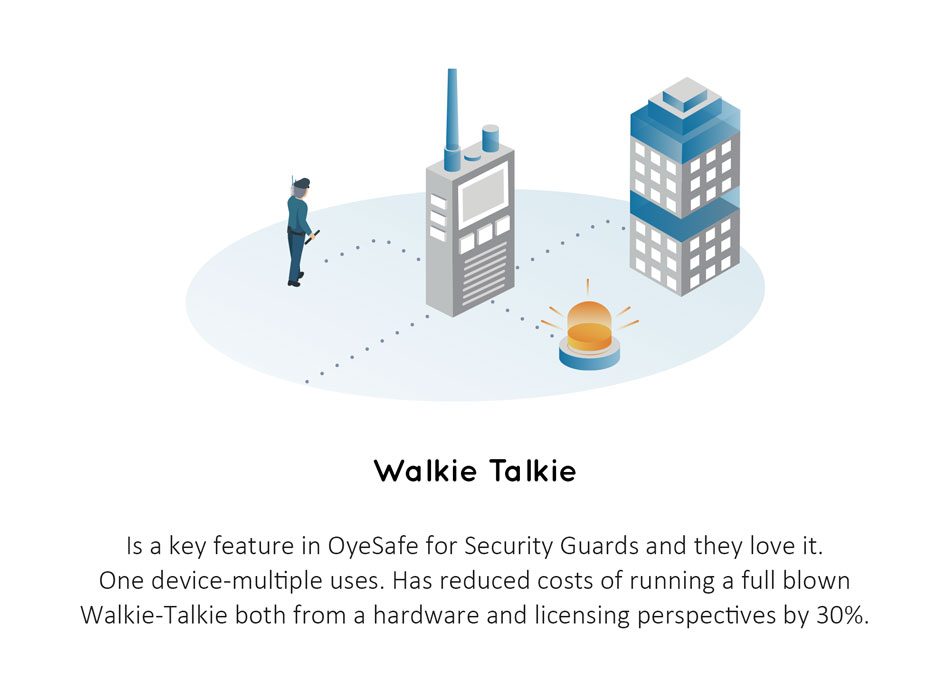 Walkie Talkie
Is a key feature in OyeSafe for Security Guards and they love it.
One device-multiple uses. Has reduced costs of running a full blown
Walkie-Talkie both from a hardware and licensing perspectives by 30%.